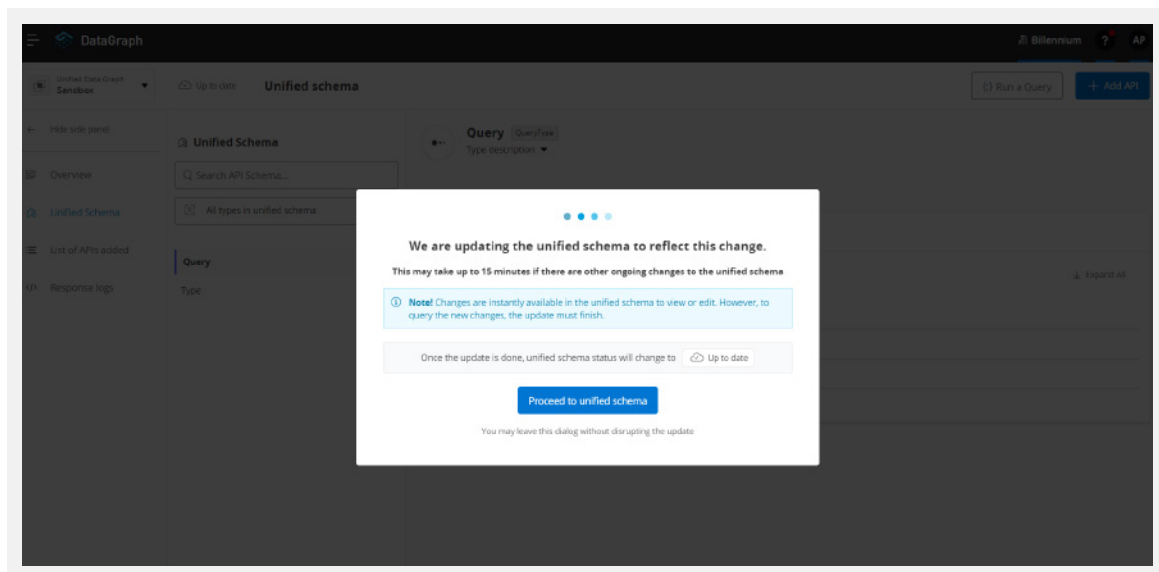 DataGraph
Billennium ? AP
Unified Data Graph
Sandbox
Up to date
Unified schema
Run a Query
+ Add API
Hide side panel
Overview
Unified Schema
List of APIs added
Response logs
Unified Schema
Search API Schema...
All types in unified schema
Query
Type
Query QueryType
Type description
Expand All
We are updating the unified schema to reflect this change.
This may take up to 15 minutes if there are other ongoing changes to the unified schema
Note! Changes are instantly available in the unified schema to view or edit. However, to
query the new changes, the update must finish.
Once the update is done, unified schema status will change to Up to date
Proceed to unified schema
You may leave this dialog without disrupting the update